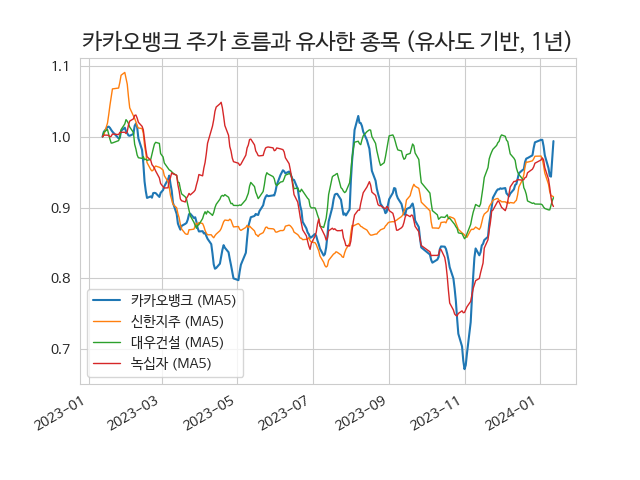 카카오뱅크 주가 흐름과 유사한 종목 (유사도 기반, 1년)
1.1
1.0
0.9
0.8
0.7
카카오뱅크 (MA5)
신한지주 (MA5)
대우건설 (MA5)
녹십자 (MA5)
2023-01
2023-03
2023-05
2023-07
2023-09
2023-11
2024-01